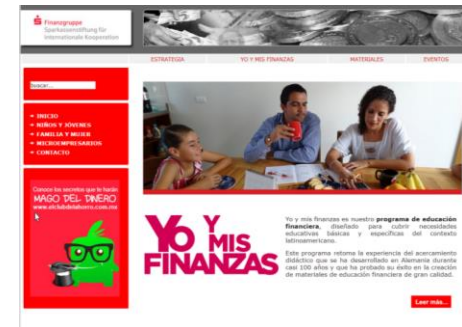 Finanzgruppe
Sparkassenstiftung für
internationale Kooperation
ESTRATEGIA YO Y MIS FINANZAS MATERIALES EVENTOS
buscar...
INICIO
NIÑOS Y JÓVENES
FAMILIA Y MUJER
MICROEMPRESARIOS
CONTACTO
Conoce los secretos que te harán
MAGO DEL DINERO
www.elclubdelahorro.com.mx
YO Y
MIS
FINANZAS
Yo y mis finanzas es nuestro programa de educación
financiera, diseñado para cubrir necesidades
educativas básicas y específicas del contexto
latinoamericano.
Este programa retoma la experiencia del acercamiento
didáctico que se ha desarrollado en Alemania durante
casi 100 años y que ha probado su éxito en la creación
de materiales de educación financiera de gran calidad.
Leer más...